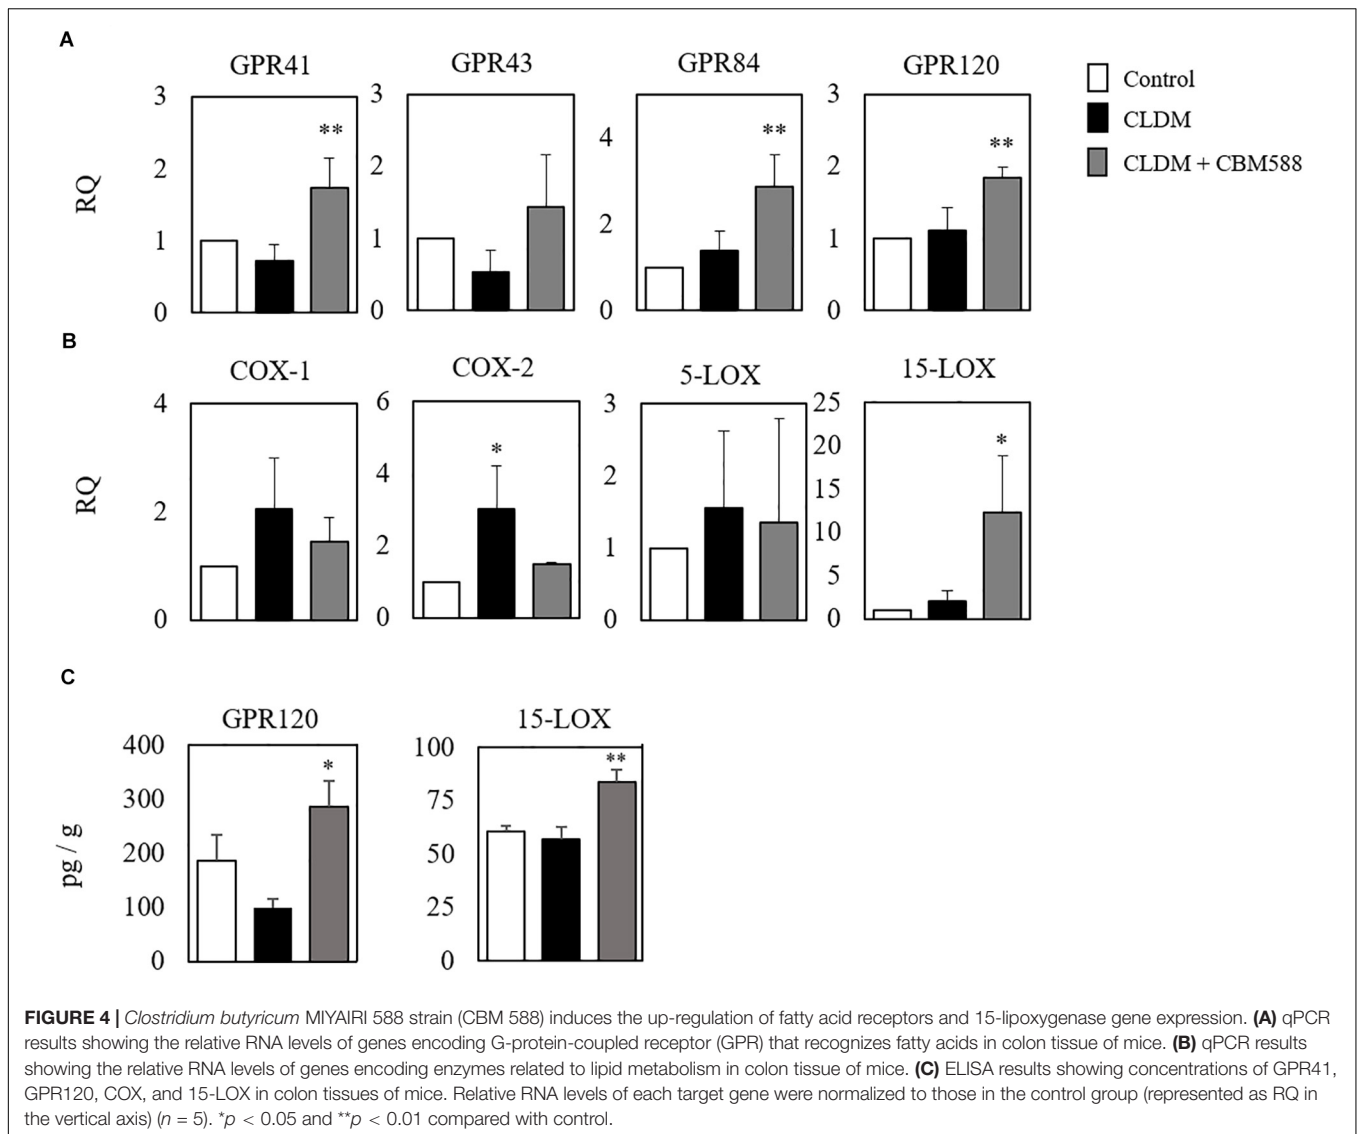 A
GPR41 GPR43 GPR84 GPR120
Control
CLDM
CLDM + CBM588
RQ
3 2 1 0
**
3 2 1 0
4 2 0
**
3 2 1 0
**
B
COX-1 COX-2 5-LOX 15-LOX
RQ
4 2 0
6 4 2 0
*
3 2 1 0
25 20 15 10 5 0
*
C
GPR120 15-LOX
pg / g
400 300 200 100 0
*
100 75 50 25 0
**
FIGURE 4 | Clostridium butyricum MIYAIRI 588 strain (CBM 588) induces the up-regulation of fatty acid receptors and 15-lipoxygenase gene expression. (A) qPCR
results showing the relative RNA levels of genes encoding G-protein-coupled receptor (GPR) that recognizes fatty acids in colon tissue of mice. (B) qPCR results
showing the relative RNA levels of genes encoding enzymes related to lipid metabolism in colon tissue of mice. (C) ELISA results showing concentrations of GPR41,
GPR120, COX, and 15-LOX in colon tissues of mice. Relative RNA levels of each target gene were normalized to those in the control group (represented as RQ in
the vertical axis) (n = 5). *p < 0.05 and **p < 0.01 compared with control.